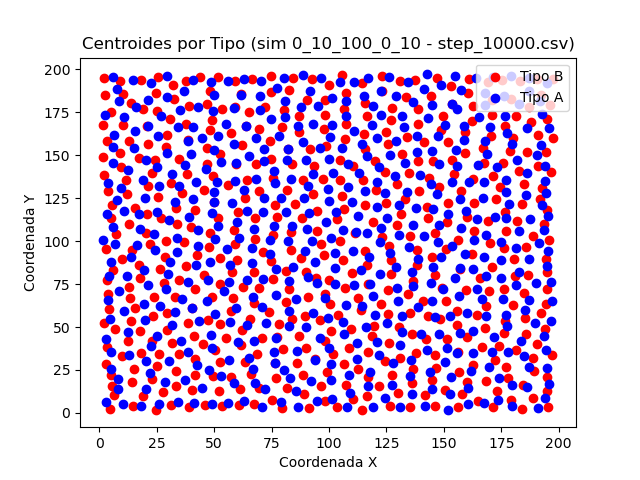 Centroides por Tipo (sim 0_10_100_0_10 - step_10000.csv)
200
175
150
125
100
75
50
25
0
Coordenada Y
Tipo B
Tipo A
0 25 50 75 100 125 150 175 200
Coordenada X